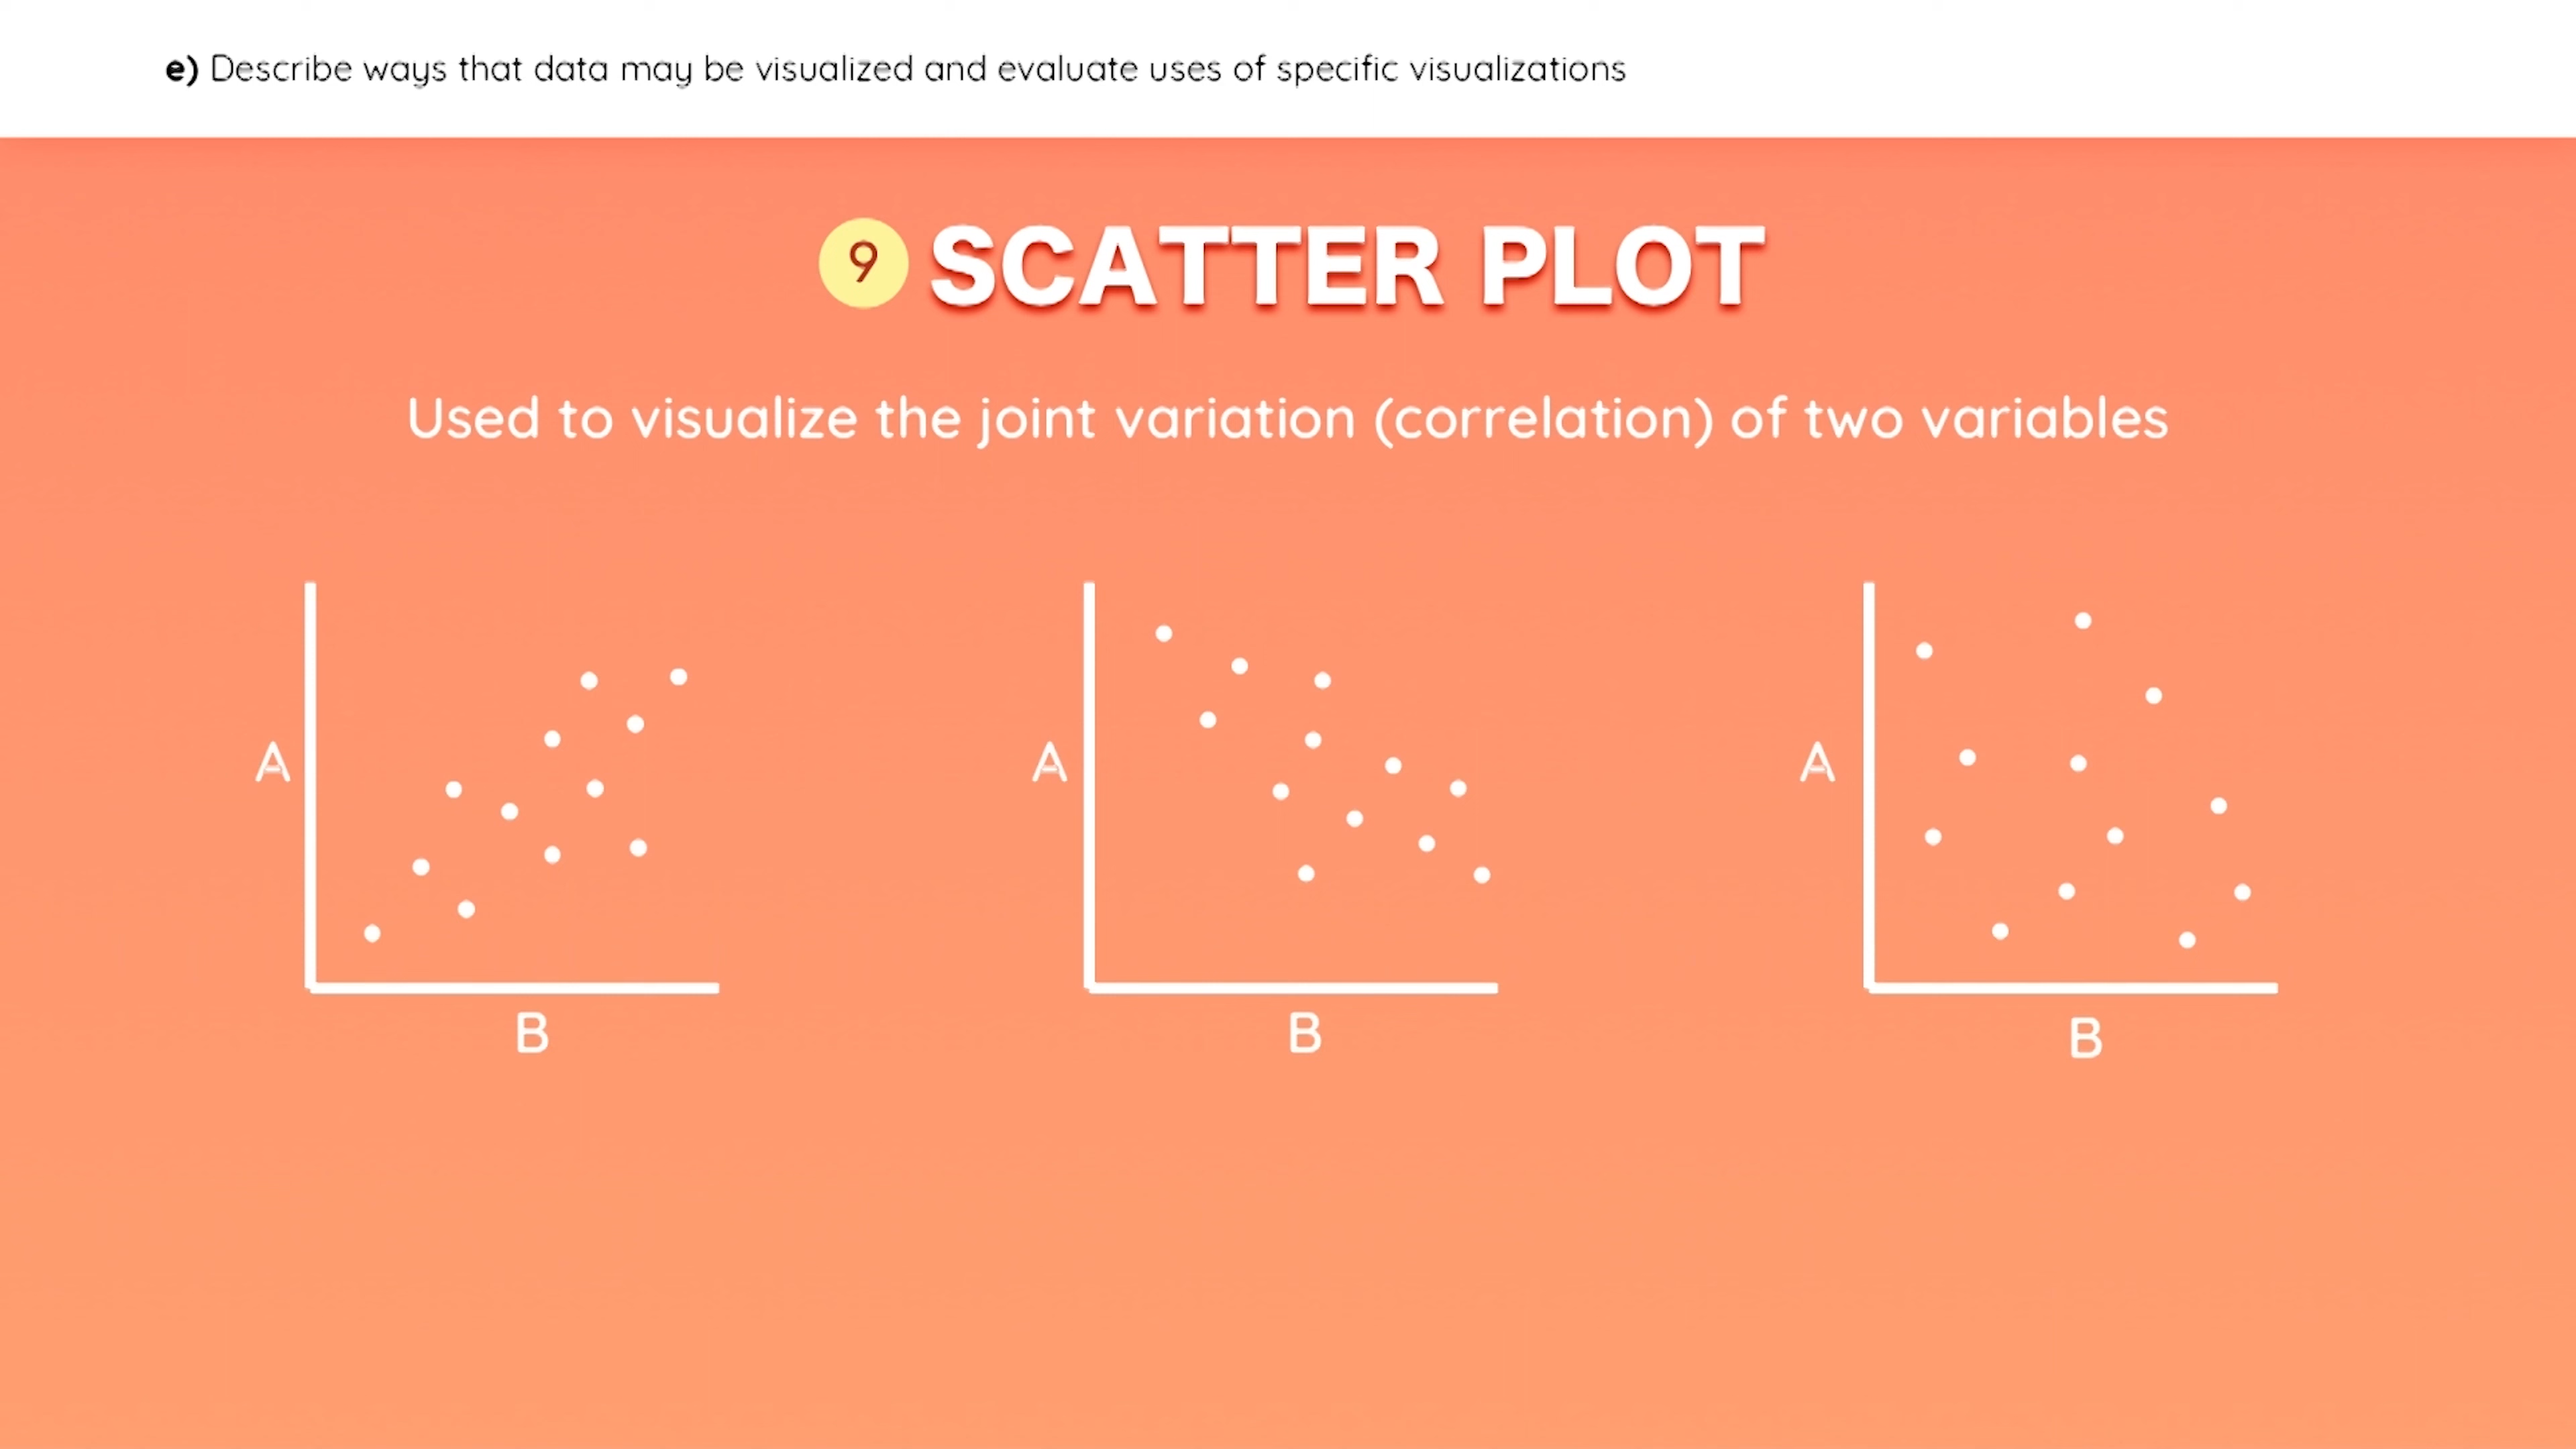 e) Describe ways that data may be visualized and evaluate uses of specific visualizations
9 SCATTER PLOT
Used to visualize the joint variation (correlation) of two variables
A
B
A
B
A
B